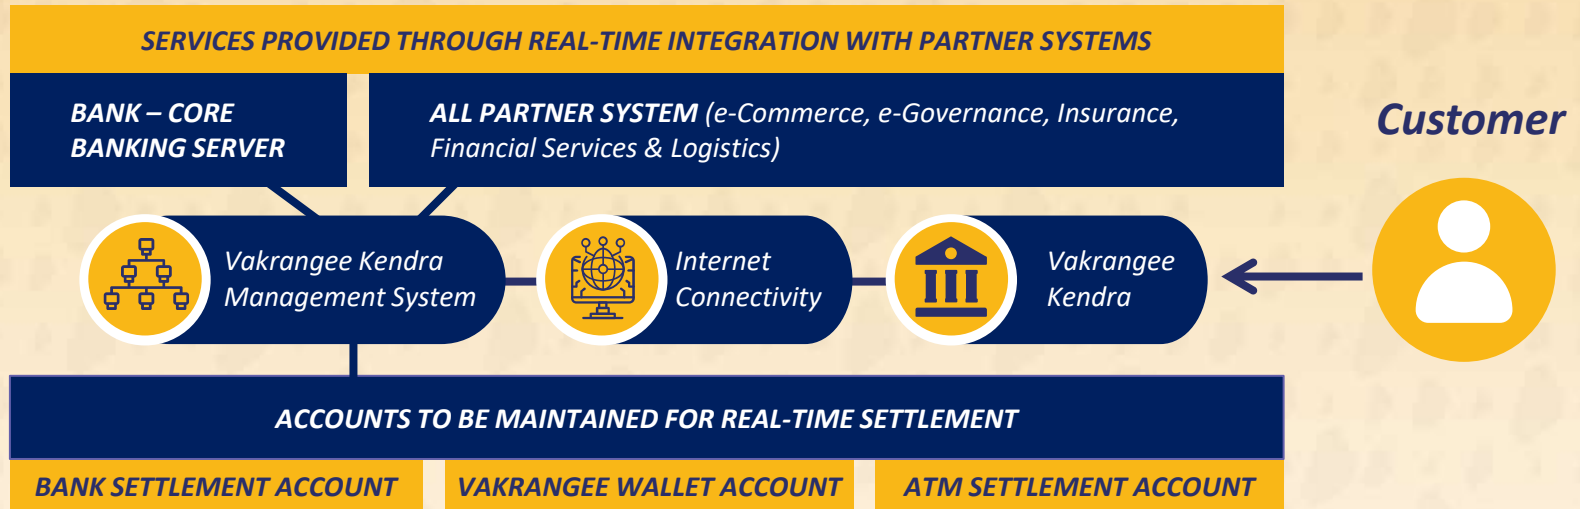 SERVICES PROVIDED THROUGH REAL-TIME INTEGRATION WITH PARTNER SYSTEMS
BANK – CORE
BANKING SERVER
ALL PARTNER SYSTEM (e-Commerce, e-Governance, Insurance,
Financial Services & Logistics)
Customer
Vakrangee Kendra
Management System
Internet
Connectivity
Vakrangee
Kendra
ACCOUNTS TO BE MAINTAINED FOR REAL-TIME SETTLEMENT
BANK SETTLEMENT ACCOUNT
VAKRANGEE WALLET ACCOUNT
ATM SETTLEMENT ACCOUNT